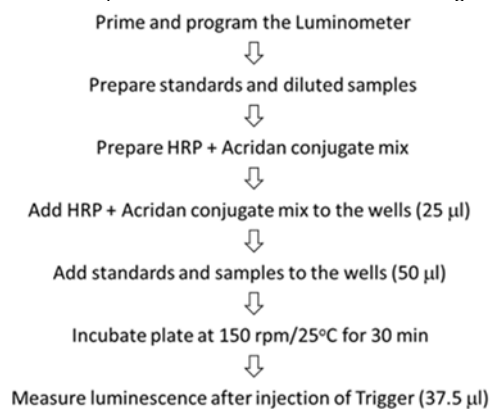 Prime and program the Luminometer
Prepare standards and diluted samples
Prepare HRP + Acridan conjugate mix
Add HRP + Acridan conjugate mix to the wells (25 µl)
Add standards and samples to the wells (50 µl)
Incubate plate at 150 rpm/25°C for 30 min
Measure luminescence after injection of Trigger (37.5 µl)